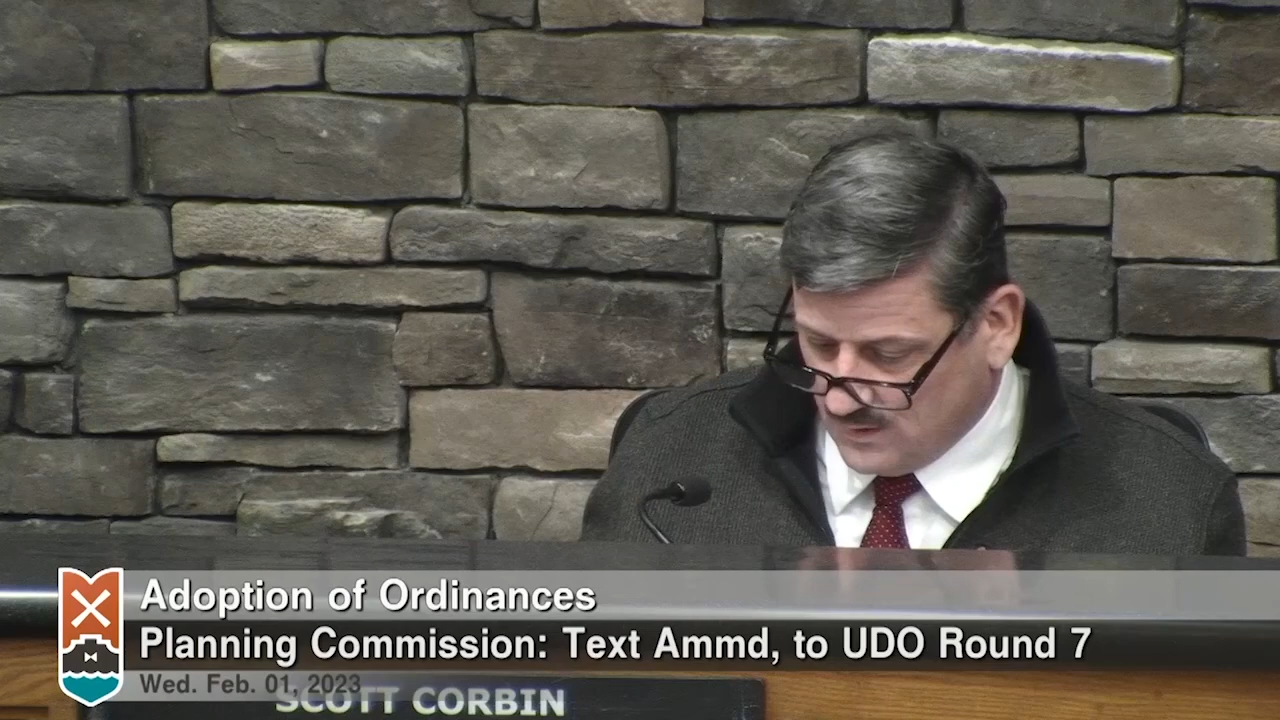 Adoption of Ordinances
Planning Commission: Text Ammd, to UDO Round 7
Wed. Feb. 01, 2023
SCOTT CORBIN